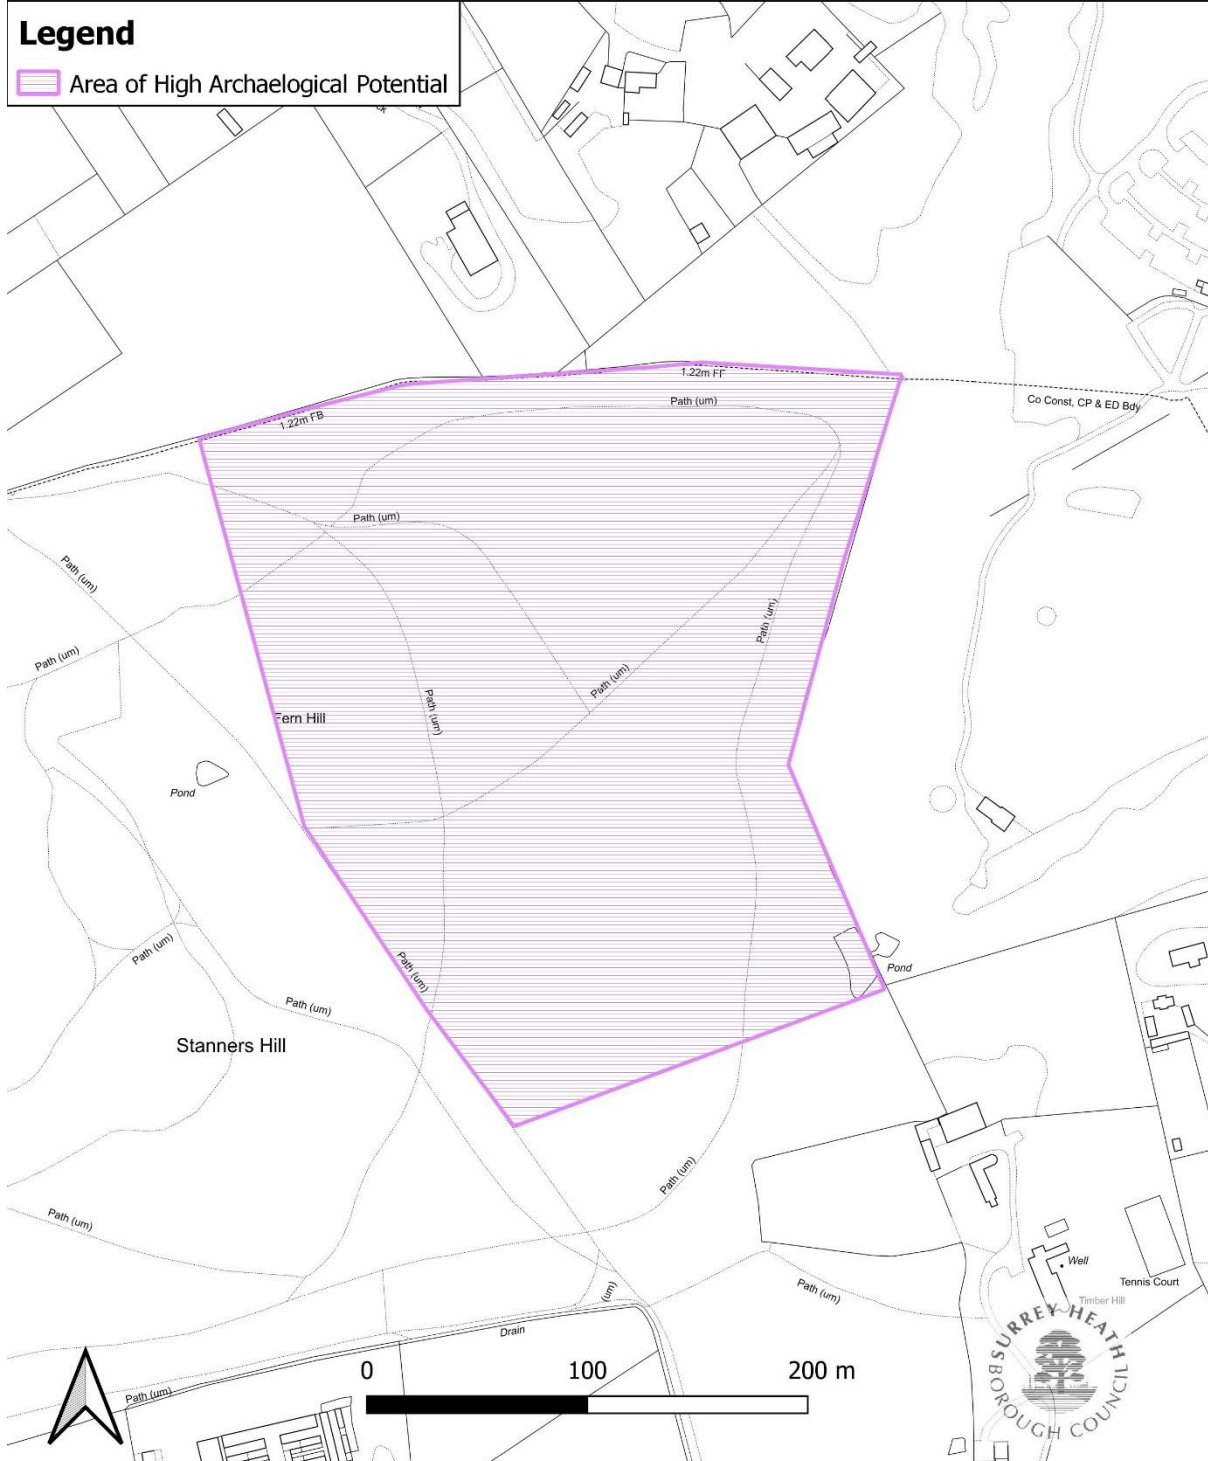 Legend
Area of High Archaelogical Potential
1.22m FF
1.22m FB
Path (um)
Co Const, CP & ED Bdy
Path (um)
Path (um)
Path (um)
Path (um)
Path (um)
Path (um)
Fern Hill
Pond
Path (um)
Path (um)
Pond
Path (um)
Stanners Hill
Path (um)
Path (um)
Well
Tennis Court
Path (um)
(um)
Timber Hill
Drain
0 100 200 m
Path (um)
SURREY HEATH
BOROUGH COUNCIL